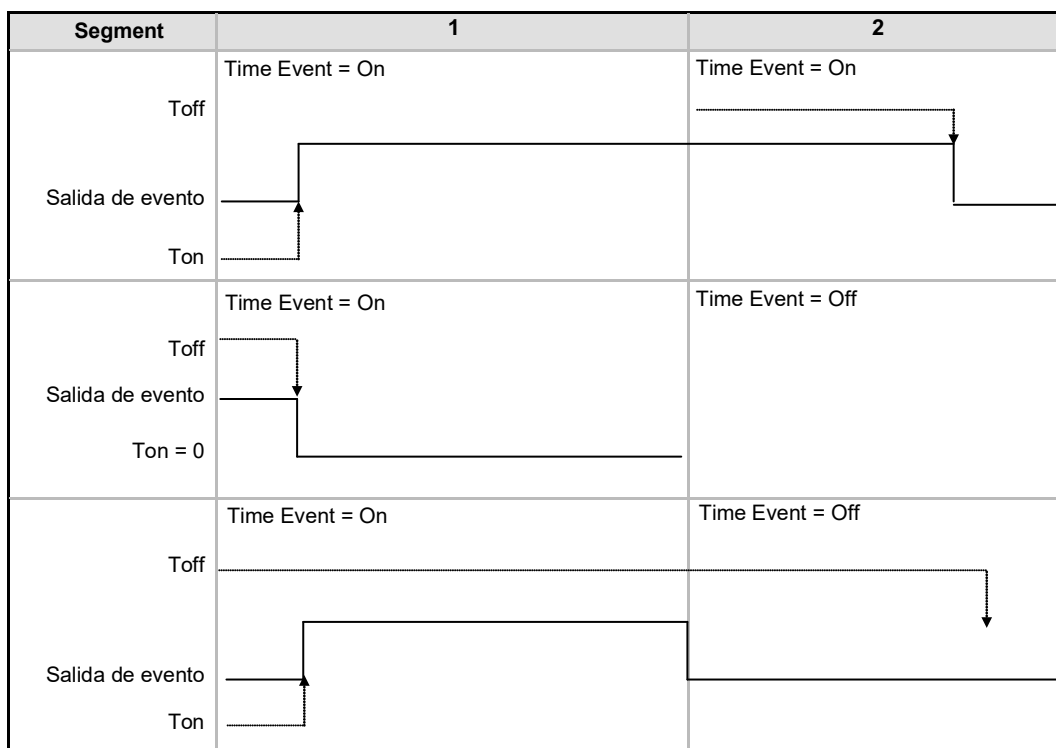 Segment 1 2
Time Event = On Time Event = On
Toff
Salida de evento
Ton
Time Event = On Time Event = Off
Toff
Salida de evento
Ton = 0
Time Event = On Time Event = Off
Toff
Salida de evento
Ton